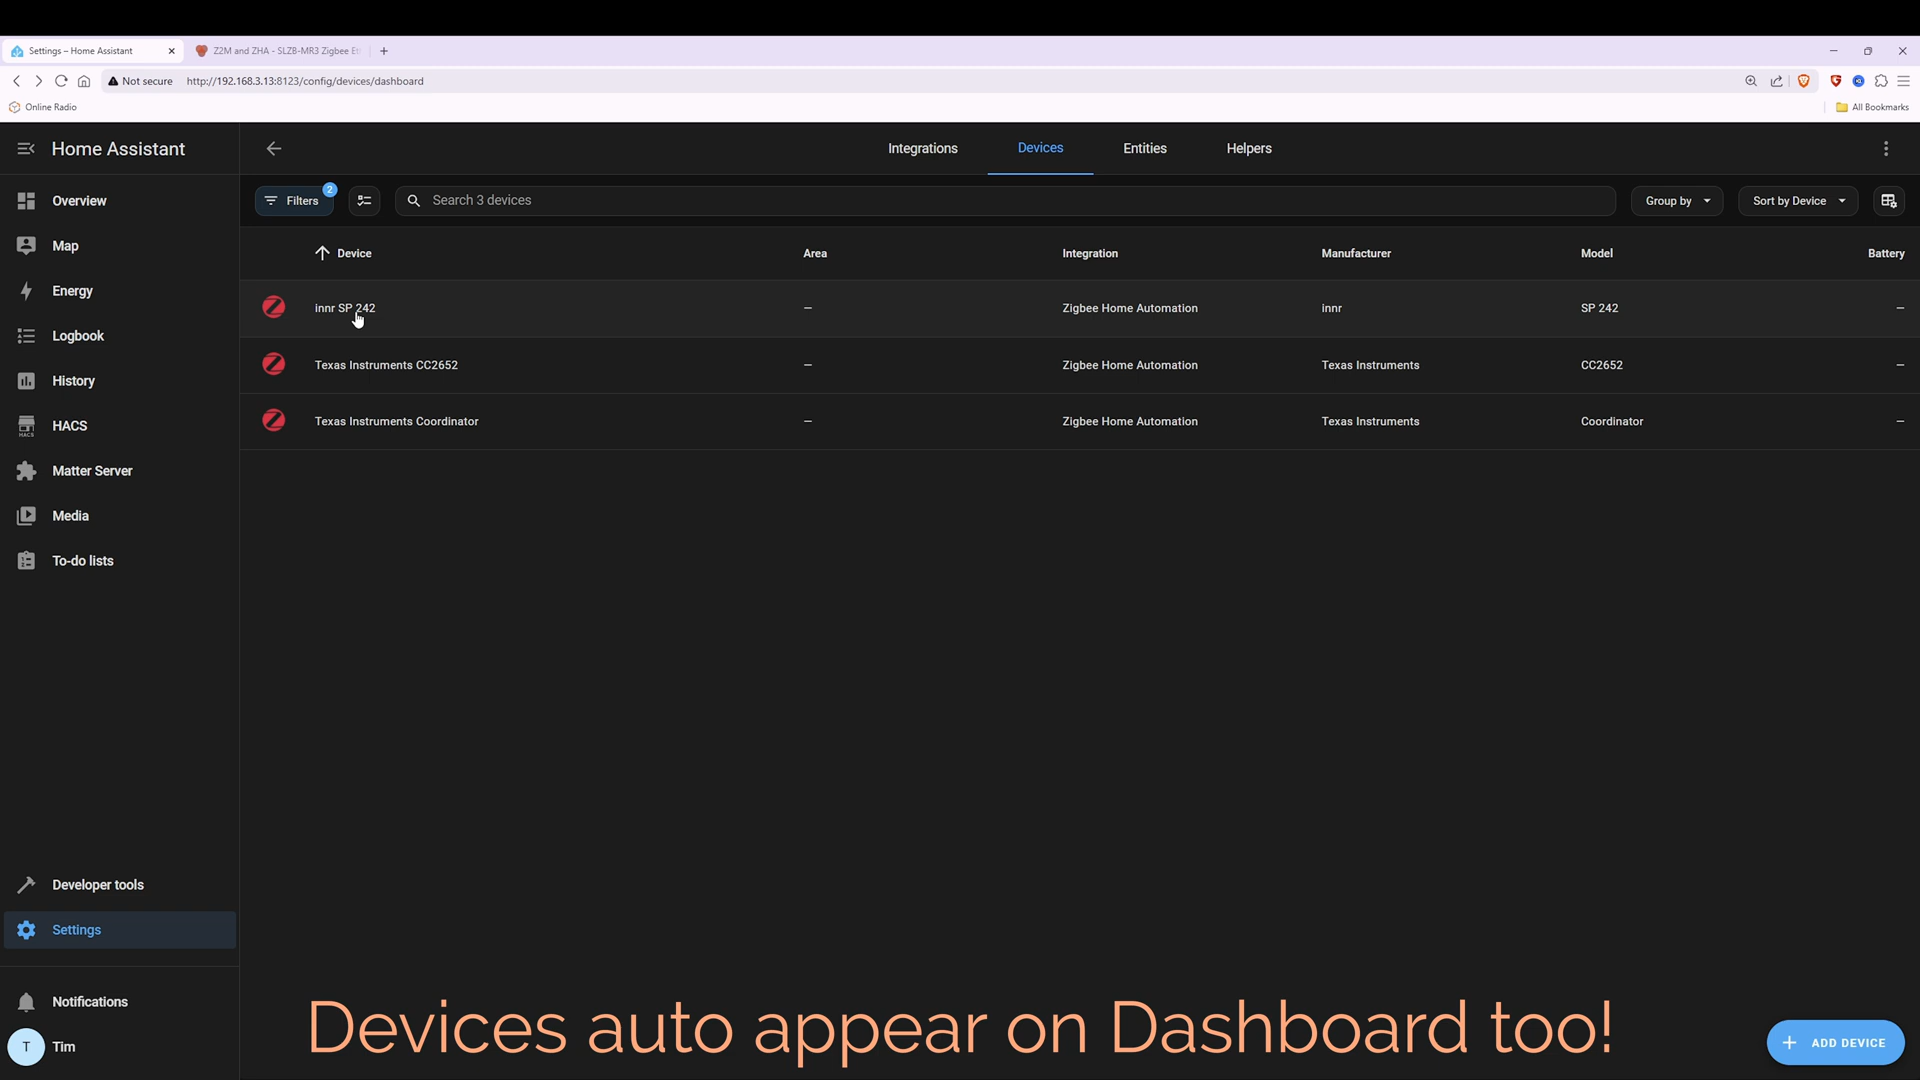 Settings – Home Assistant
Z2M and ZHA - SLZB-MR3 Zigbee Et
Not secure http://192.168.3.13:8123/config/devices/dashboard
Online Radio
All Bookmarks
Home Assistant
Integrations Devices Entities Helpers
Overview
Filters 2 Search 3 devices Group by Sort by Device
Map
Device Area Integration Manufacturer Model Battery
Energy
innr SP 242 – Zigbee Home Automation innr SP 242 –
Logbook
Texas Instruments CC2652 – Zigbee Home Automation Texas Instruments CC2652 –
History
Texas Instruments Coordinator – Zigbee Home Automation Texas Instruments Coordinator –
HACS
HACS
Matter Server
Media
To-do lists
Developer tools
Settings
Notifications
T Tim
Devices auto appear on Dashboard too!
+ ADD DEVICE